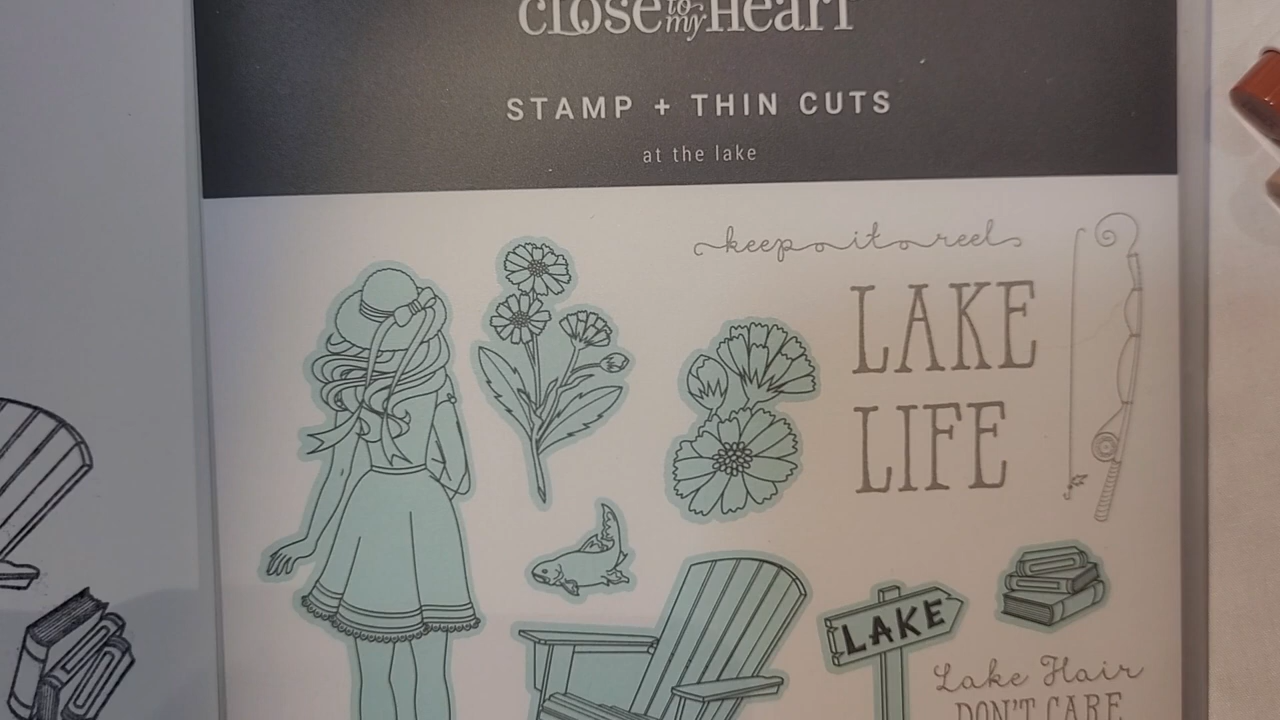 close to my Heart
STAMP + THIN CUTS
at the lake
keep it reel
LAKE
LIFE
LAKE
Lake Hair
DON'T CARE